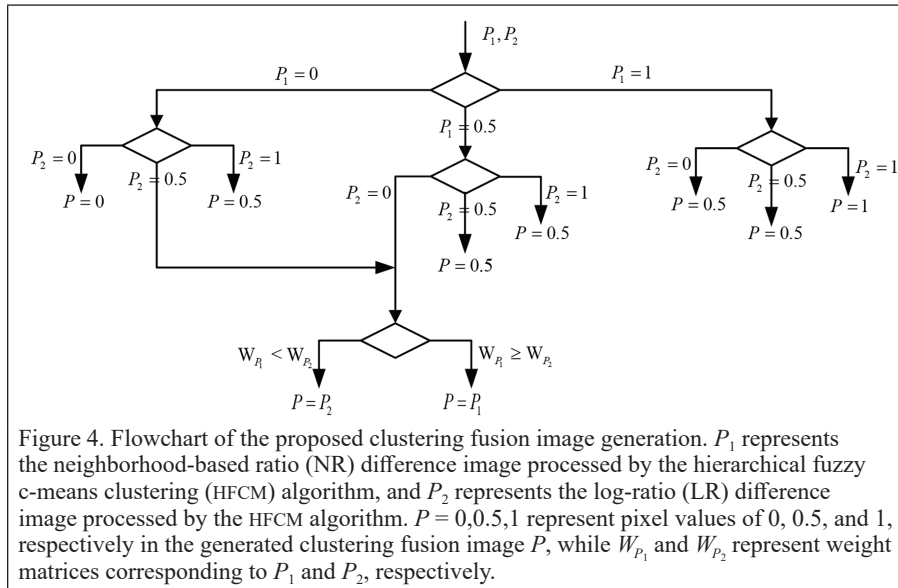 P₁, P₂
P₁ = 0
P₁ = 1
P₁ = 0.5
P₂ = 0
P₂ = 0.5
P₂ = 1
P = 0
P = 0.5
P₂ = 0
P₂ = 0.5
P₂ = 1
P = 0.5
P = 0.5
P₂ = 0
P₂ = 0.5
P₂ = 1
P = 0.5
P = 0.5
P = 1
W_P₁ < W_P₂
W_P₁ ≥ W_P₂
P = P₂
P = P₁
Figure 4. Flowchart of the proposed clustering fusion image generation. P₁ represents
the neighborhood-based ratio (NR) difference image processed by the hierarchical fuzzy
c-means clustering (HFCM) algorithm, and P₂ represents the log-ratio (LR) difference
image processed by the HFCM algorithm. P = 0,0.5,1 represent pixel values of 0, 0.5, and 1,
respectively in the generated clustering fusion image P, while W_P₁ and W_P₂ represent weight
matrices corresponding to P₁ and P₂, respectively.